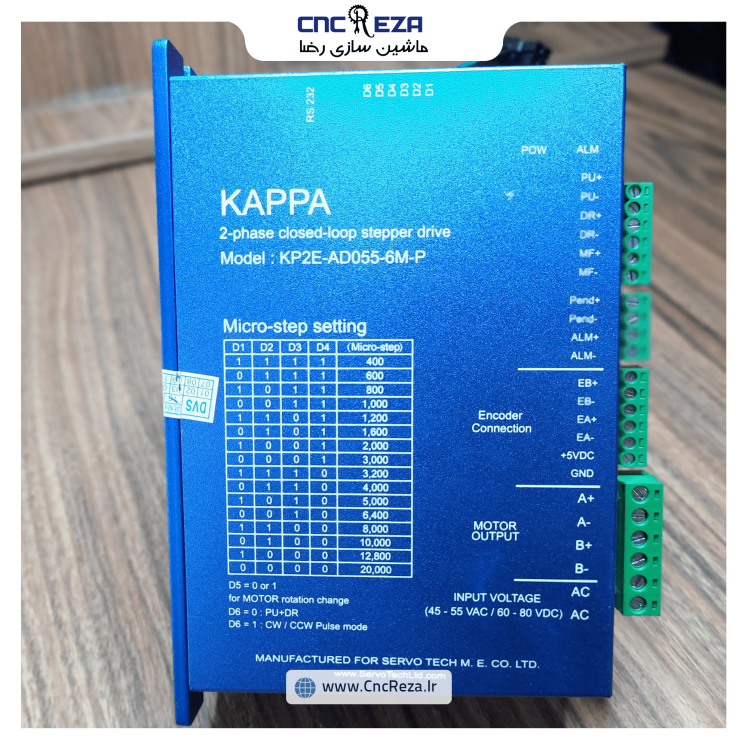 CNC REZA
ماشین سازی رضا
RS 232
D6
D5
D4
D3
D2
D1
POW ALM
KAPPA
2-phase closed-loop stepper drive
Model : KP2E-AD055-6M-P
PU+
PU-
DR+
DR-
MF+
MF-
Pend+
Pend-
ALM+
ALM-
Micro-step setting
D1 D2 D3 D4 (Micro-step)
1 1 1 1 400
0 1 1 1 600
1 0 1 1 800
0 0 1 1 1,000
1 1 0 1 1,200
0 1 0 1 1,600
1 0 0 1 2,000
0 0 0 1 3,000
1 1 1 0 3,200
0 1 1 0 4,000
1 0 1 0 5,000
0 0 1 0 6,400
1 1 0 0 8,000
0 1 0 0 10,000
1 0 0 0 12,800
0 0 0 0 20,000
D5 = 0 or 1
for MOTOR rotation change
D6 = 0 : PU+DR
D6 = 1 : CW / CCW Pulse mode
Encoder
Connection
EB+
EB-
EA+
EA-
+5VDC
GND
MOTOR
OUTPUT
A+
A-
B+
B-
INPUT VOLTAGE
(45 - 55 VAC / 60 - 80 VDC)
AC
AC
DVS
MANUFACTURED FOR SERVO TECH M. E. CO. LTD.
www.ServoTechLtd.com
www.CncReza.Ir